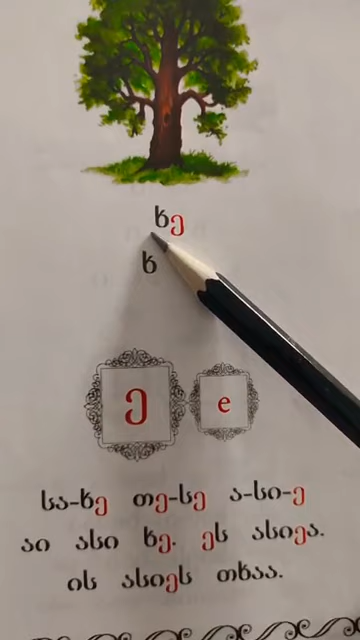 ხე
ხ
ე e
სა-ხე თე-სე ა-სი-ე
აი ასი ხე. ეს ასიეა.
ის ასიეს თხაა.